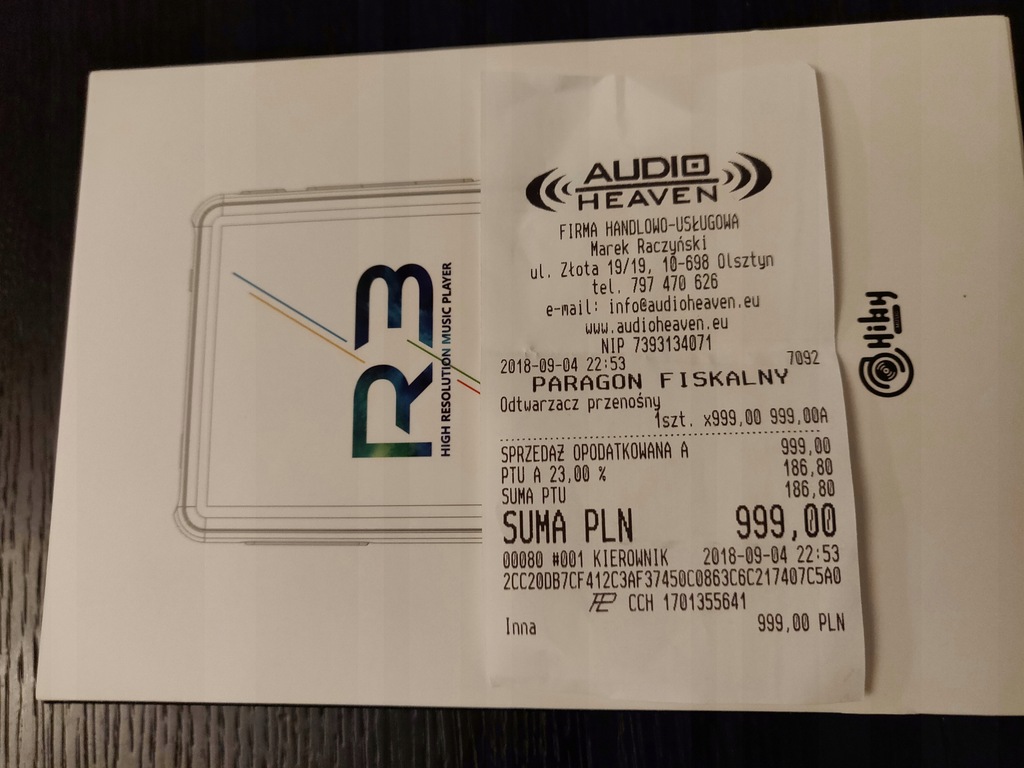 R3
HIGH RESOLUTION MUSIC PLAYER
AUDIO
HEAVEN
FIRMA HANDLOWO-USŁUGOWA
Marek Raczyński
ul. Złota 19/19, 10-698 Olsztyn
tel. 797 470 626
e-mail: info@audioheaven.eu
www.audioheaven.eu
NIP 7393134071
2018-09-04 22:53 7092
PARAGON FISKALNY
Odtwarzacz przenośny
1szt. x999,00 999,00A
SPRZEDAŻ OPODATKOWANA A 999,00
PTU A 23,00 % 186,80
SUMA PTU 186,80
SUMA PLN 999,00
00080 #001 KIEROWNIK 2018-09-04 22:53
2CC20DB7CF412C3AF37450C0863C6C217407C5A0
CCH 1701355641
Inna 999,00 PLN
Hiby